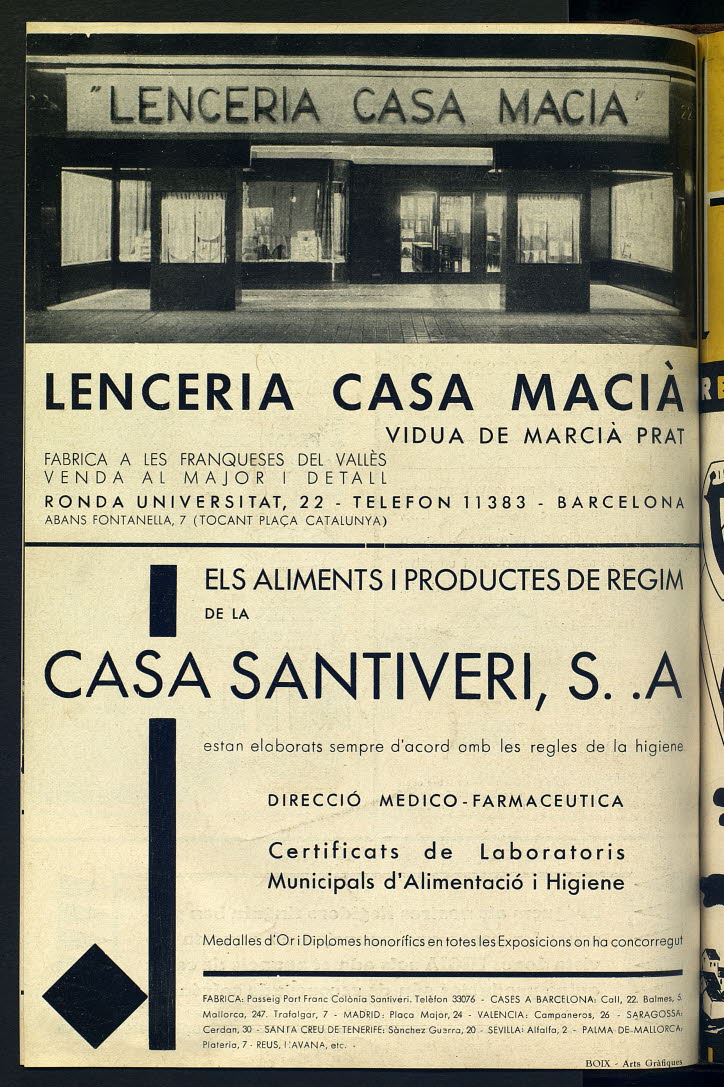 "LENCERIA CASA MACIA"
22
LENCERIA CASA MACIÀ
VIDUA DE MARCIÀ PRAT
FABRICA A LES FRANQUESES DEL VALLÈS
VENDA AL MAJOR I DETALL
RONDA UNIVERSITAT, 22 - TELEFON 11383 - BARCELONA
ABANS FONTANELLA, 7 (TOCANT PLAÇA CATALUNYA)
ELS ALIMENTS I PRODUCTES DE REGIM
DE LA
CASA SANTIVERI, S. .A
estan eloborats sempre d'acord amb les regles de la higiene
DIRECCIÓ MEDICO-FARMACEUTICA
Certificats de Laboratoris
Municipals d'Alimentació i Higiene
Medalles d'Or i Diplomes honorífics en totes les Exposicions on ha concorregut
FABRICA: Passeig Port Franc Colònia Santiveri. Telèfon 33076 - CASES A BARCELONA: Call, 22. Balmes, 5.
Mallorca, 247. Trafalgar, 7 - MADRID: Plaça Major, 24 - VALENCIA: Campaneros, 26 - SARAGOSSA:
Cerdan, 30 - SANTA CREU DE TENERIFE: Sànchez Guerra, 20 - SEVILLA: Alfalfa, 2 - PALMA DE MALLORCA:
Plateria, 7 - REUS, L'AVANA, etc. -
BOIX - Arts Gràfiques